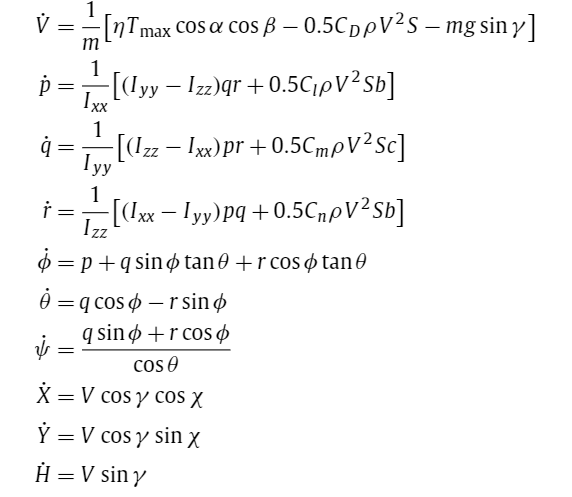 V̇ = 1/m [ηT_max cos α cos β − 0.5C_D ρV²S − mg sin γ]
ṗ = 1/I_xx [(I_yy − I_zz)qr + 0.5C_l ρV²Sb]
q̇ = 1/I_yy [(I_zz − I_xx)pr + 0.5C_m ρV²Sc]
ṙ = 1/I_zz [(I_xx − I_yy)pq + 0.5C_n ρV²Sb]
ϕ̇ = p + q sin ϕ tan θ + r cos ϕ tan θ
θ̇ = q cos ϕ − r sin ϕ
ψ̇ = (q sin ϕ + r cos ϕ)/cos θ
Ẋ = V cos γ cos χ
Ẏ = V cos γ sin χ
Ḣ = V sin γ